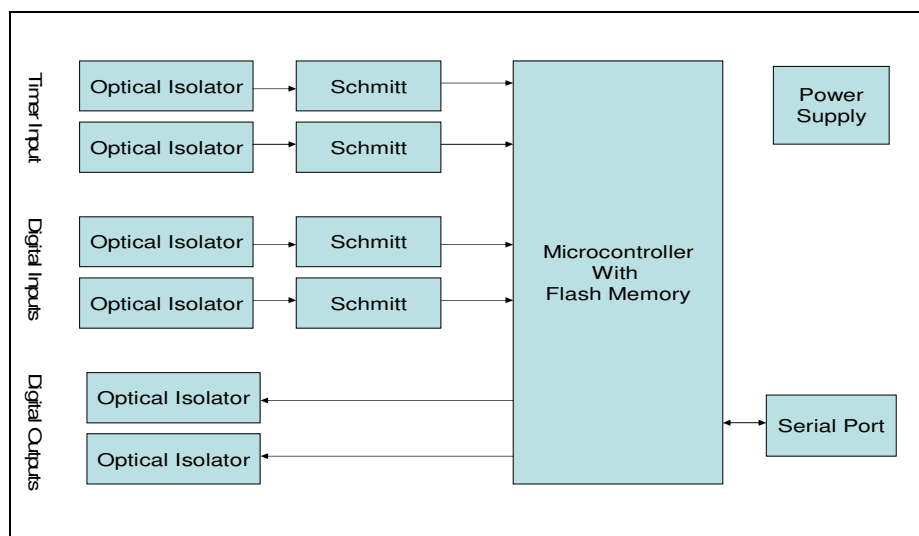 Timer Input
Optical Isolator
Schmitt
Optical Isolator
Schmitt
Digital Inputs
Optical Isolator
Schmitt
Optical Isolator
Schmitt
Digital Outputs
Optical Isolator
Optical Isolator
Microcontroller
With
Flash Memory
Power
Supply
Serial Port